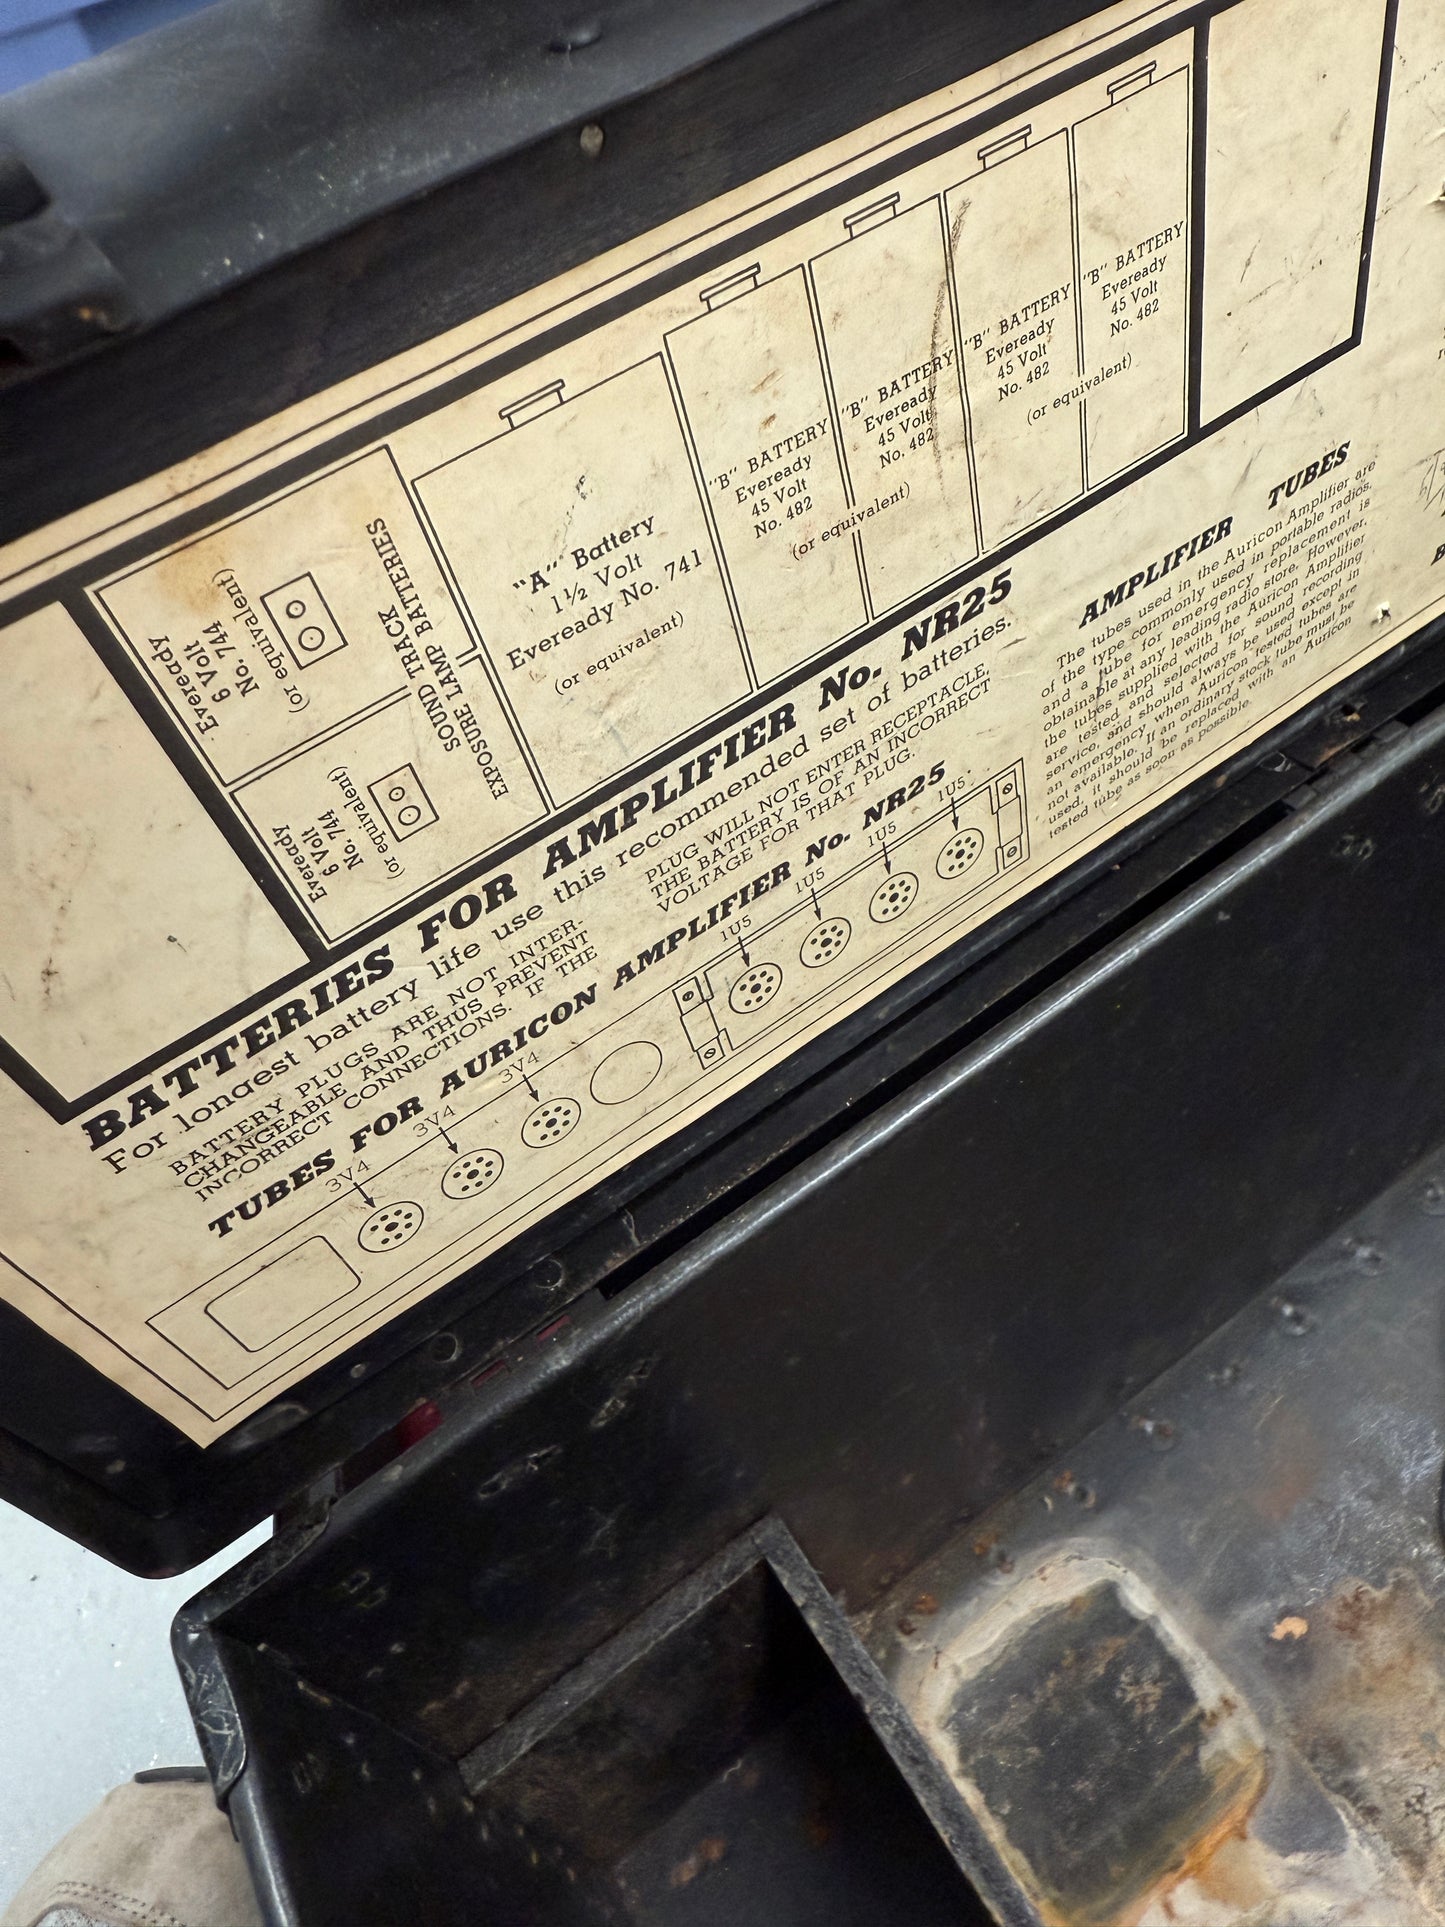 Eveready
6 Volt
No. 744
(or equivalent)
Eveready
6 Volt
No. 744
(or equivalent)
SOUND TRACK
EXPOSURE LAMP BATTERIES
"A" Battery
1½ Volt
Eveready No. 741
(or equivalent)
"B" BATTERY
Eveready
45 Volt
No. 482
"B" BATTERY
Eveready
45 Volt
No. 482
(or equivalent)
"B" BATTERY
Eveready
45 Volt
No. 482
"B" BATTERY
Eveready
45 Volt
No. 482
(or equivalent)
BATTERIES FOR AMPLIFIER No. NR25
For longest battery life use this recommended set of batteries.
BATTERY PLUGS ARE NOT INTER-
CHANGEABLE AND THUS PREVENT
INCORRECT CONNECTIONS. IF THE
PLUG WILL NOT ENTER RECEPTACLE,
THE BATTERY IS OF AN INCORRECT
VOLTAGE FOR THAT PLUG.
TUBES FOR AURICON AMPLIFIER No. NR25
3V4
3V4
3V4
1U5
1U5
1U5
1U5
AMPLIFIER TUBES
The tubes used in the Auricon Amplifier are
of the type commonly used in portable radios,
and a tube for emergency replacement is
obtainable at any leading radio store. However,
the tubes supplied with the Auricon Amplifier
are tested and selected for sound recording
service, and should always be used except in
an emergency, when Auricon tested tubes are
not available. If an ordinary stock tube must be
used, it should be replaced with an Auricon
tested tube as soon as possible.